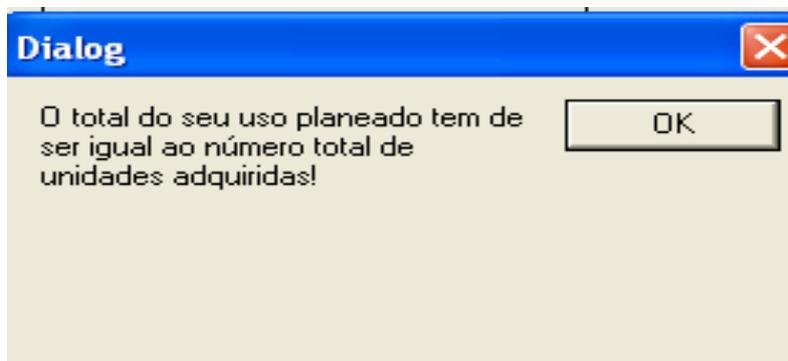 Dialog
O total do seu uso planeado tem de
ser igual ao número total de
unidades adquiridas!
OK